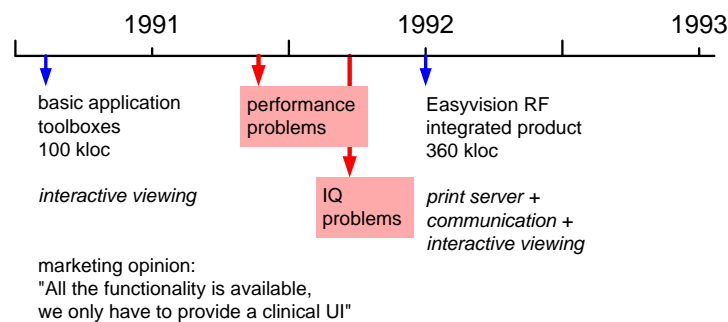 1991
1992
1993
basic application
toolboxes
100 kloc
performance
problems
Easyvision RF
integrated product
360 kloc
interactive viewing
IQ
problems
print server +
communication +
interactive viewing
marketing opinion:
"All the functionality is available,
we only have to provide a clinical UI"